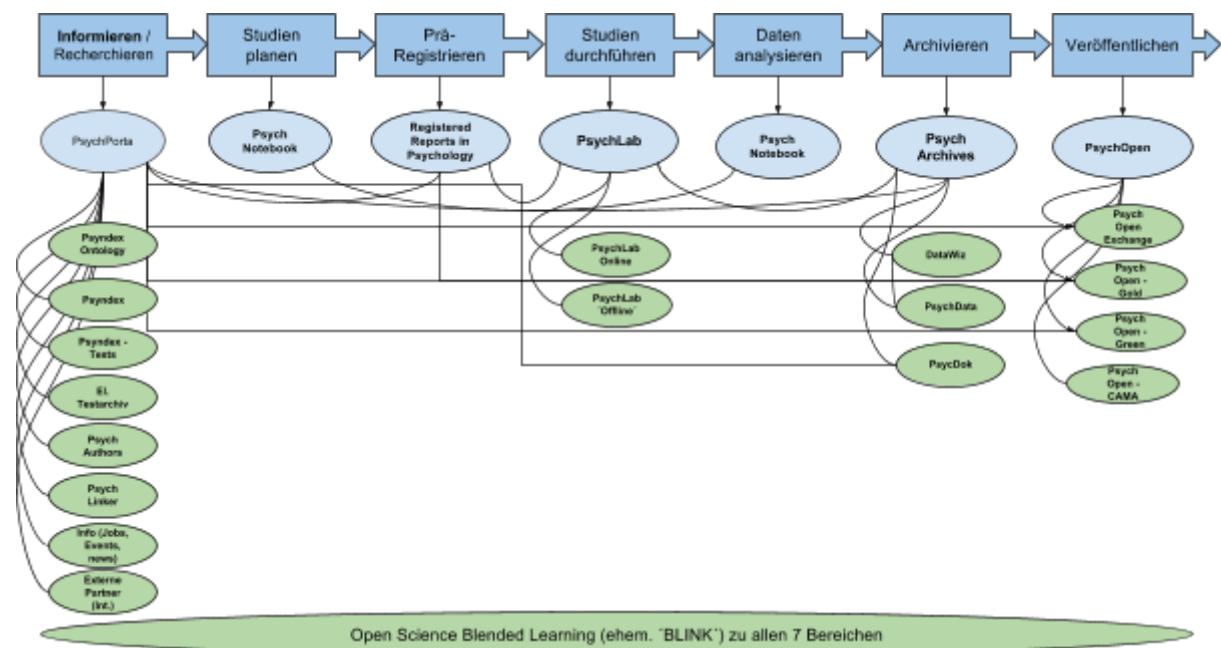 Informieren /
Recherchieren
Studien
planen
Prä-
Registrieren
Studien
durchführen
Daten
analysieren
Archivieren
Veröffentlichen
PsychPorta
Psych
Notebook
Registered
Reports in
Psychology
PsychLab
Psych
Notebook
Psych
Archives
PsychOpen
Psyndex
Ontology
Psyndex
Psyndex -
Tests
El.
Testarchiv
Psych
Authors
Psych
Linker
Info (Jobs,
Events,
news)
Externe
Partner
(Int.)
PsychLab
Online
PsychLab
´Offline´
DataWiz
PsychData
PsycDok
Psych
Open
Exchange
Psych
Open -
Gold
Psych
Open -
Green
Psych
Open -
CAMA
Open Science Blended Learning (ehem. ´BLINK´) zu allen 7 Bereichen